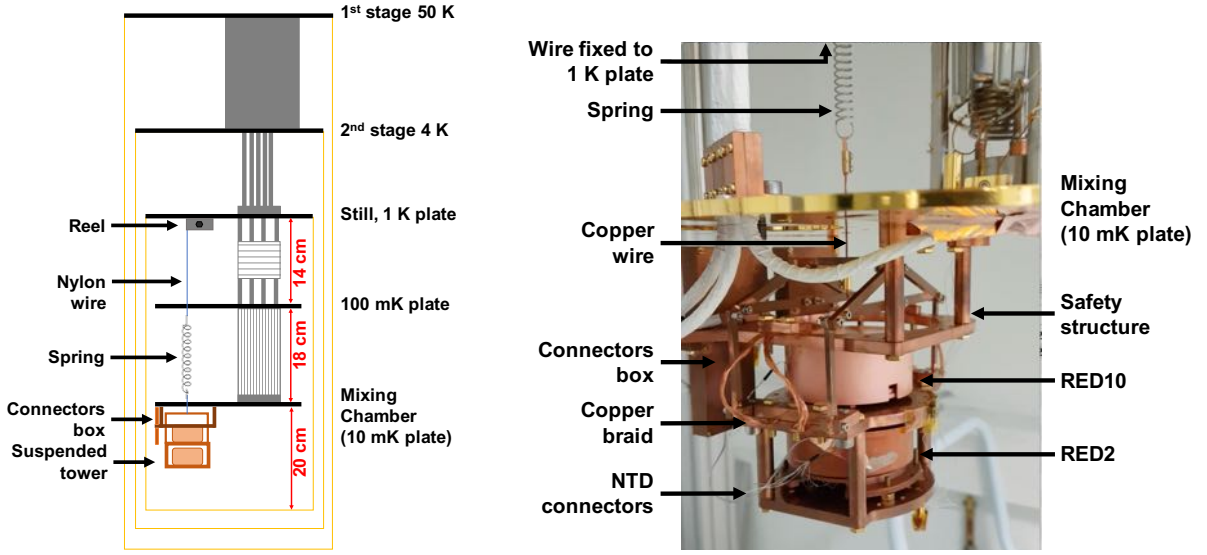 1st stage 50 K
2nd stage 4 K
Still, 1 K plate
Reel
14 cm
Nylon
wire
100 mK plate
18 cm
Spring
Mixing
Chamber
(10 mK plate)
Connectors
box
Suspended
tower
20 cm
Wire fixed to
1 K plate
Spring
Mixing
Chamber
(10 mK plate)
Copper
wire
Safety
structure
Connectors
box
RED10
Copper
braid
RED2
NTD
connectors